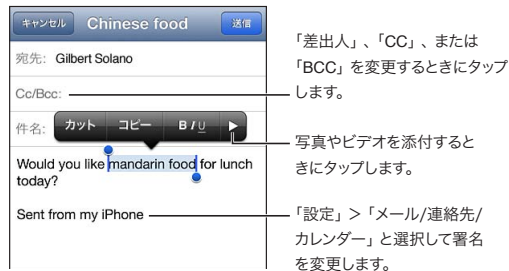 キャンセル Chinese food 送信
宛先: Gilbert Solano
Cc/Bcc:
件名:
カット コピー B I U ▶
Would you like mandarin food for lunch
today?
Sent from my iPhone
「差出人」、「CC」、または
「BCC」を変更するときにタップ
します。
写真やビデオを添付すると
きにタップします。
「設定」>「メール/連絡先/
カレンダー」と選択して署名
を変更します。